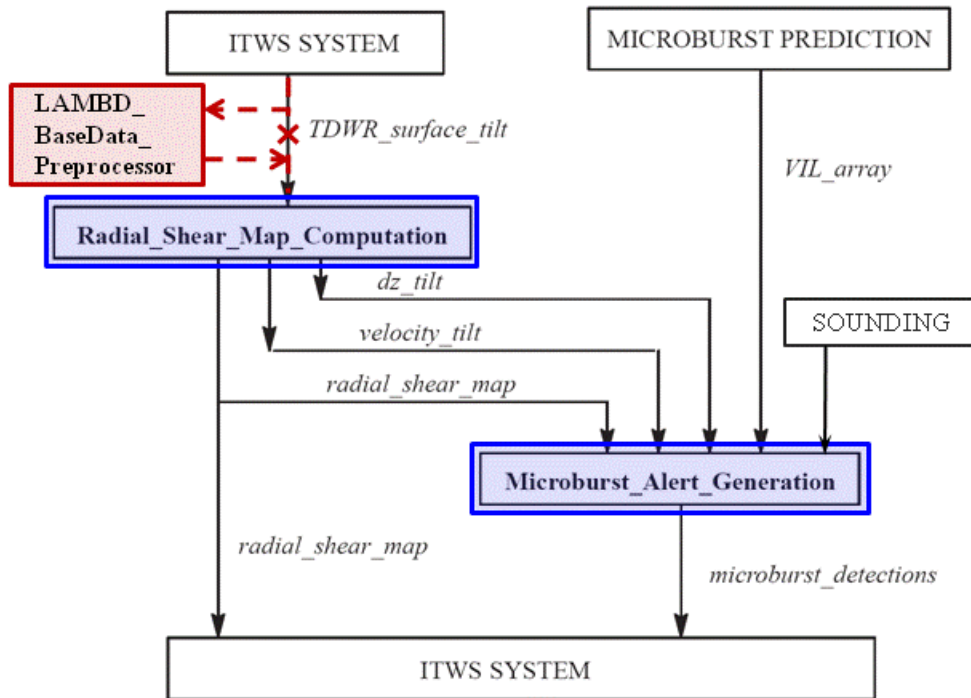 ITWS SYSTEM
MICROBURST PREDICTION
LAMBD_
BaseData_
Preprocessor
TDWR_surface_tilt
VIL_array
Radial_Shear_Map_Computation
dz_tilt
SOUNDING
velocity_tilt
radial_shear_map
Microburst_Alert_Generation
radial_shear_map
microburst_detections
ITWS SYSTEM